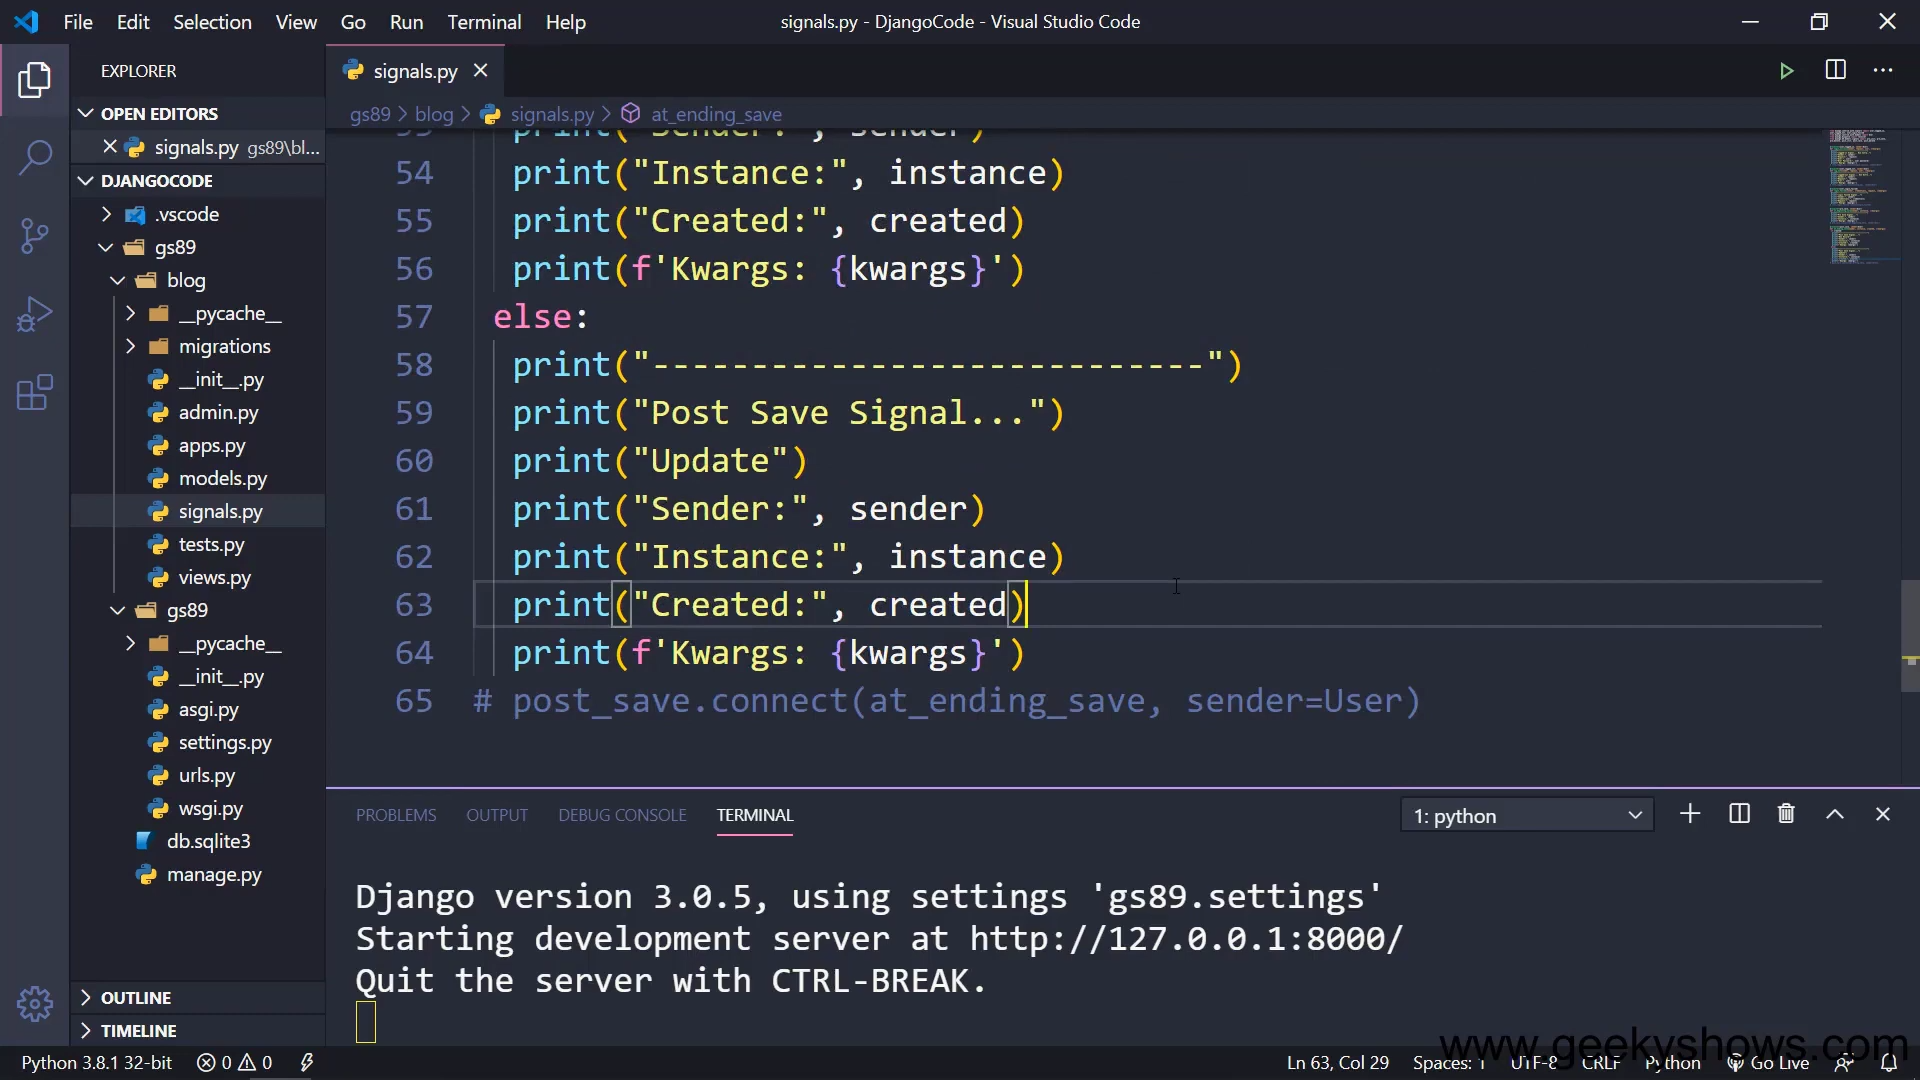 File Edit Selection View Go Run Terminal Help
signals.py - DjangoCode - Visual Studio Code
EXPLORER
OPEN EDITORS
signals.py gs89\bl...
DJANGOCODE
.vscode
gs89
blog
__pycache__
migrations
__init__.py
admin.py
apps.py
models.py
signals.py
tests.py
views.py
gs89
__pycache__
__init__.py
asgi.py
settings.py
urls.py
wsgi.py
db.sqlite3
manage.py
OUTLINE
TIMELINE
signals.py
gs89 > blog > signals.py > at_ending_save
53 print("Sender:", sender)
54 print("Instance:", instance)
55 print("Created:", created)
56 print(f'Kwargs: {kwargs}')
57 else:
58 print("----------------------------")
59 print("Post Save Signal...")
60 print("Update")
61 print("Sender:", sender)
62 print("Instance:", instance)
63 print("Created:", created)
64 print(f'Kwargs: {kwargs}')
65 # post_save.connect(at_ending_save, sender=User)
PROBLEMS OUTPUT DEBUG CONSOLE TERMINAL
1: python
Django version 3.0.5, using settings 'gs89.settings'
Starting development server at http://127.0.0.1:8000/
Quit the server with CTRL-BREAK.
www.geekyshows.com
Python 3.8.1 32-bit 0 0
Ln 63, Col 29 Spaces: 1 UTF-8 CRLF Python Go Live